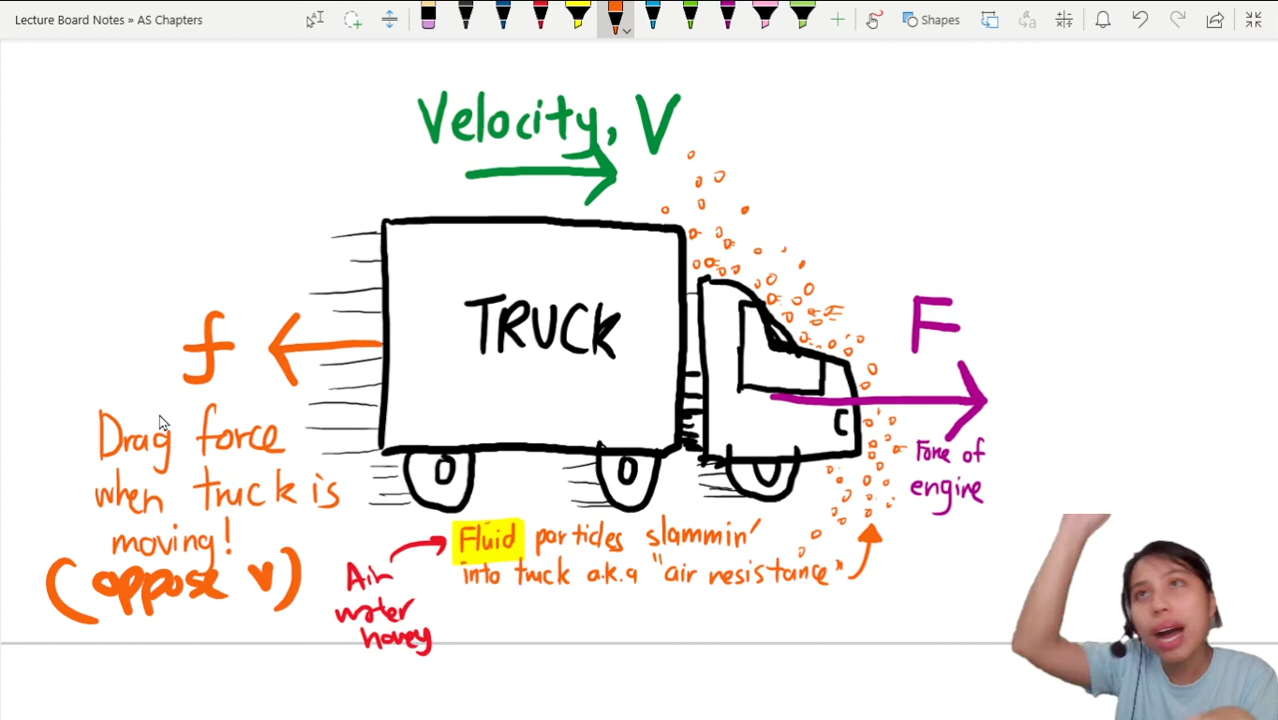 Lecture Board Notes » AS Chapters
Shapes
Velocity, V
TRUCK
f
F
Drag force
when truck is
moving!
(oppose v)
Force of
engine
Fluid particles slammin'
into truck a.k.a "air resistance"
Air
water
honey